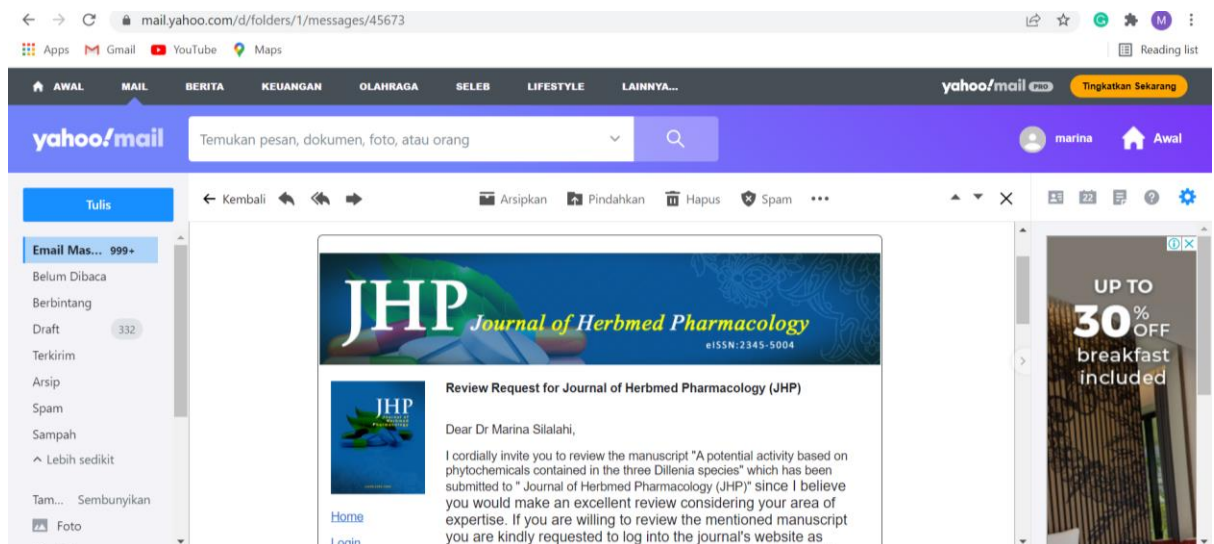 mail.yahoo.com/d/folders/1/messages/45673
M
Apps Gmail YouTube Maps Reading list
AWAL MAIL BERITA KEUANGAN OLAHRAGA SELEB LIFESTYLE LAINNYA... yahoo!mail PRO Tingkatkan Sekarang
yahoo!mail Temukan pesan, dokumen, foto, atau orang marina Awal
Tulis Kembali Arsipkan Pindahkan Hapus Spam 22
Email Mas... 999+
Belum Dibaca
Berbintang
Draft 332
Terkirim
Arsip
Spam
Sampah
Lebih sedikit
Tam... Sembunyikan
Foto
JHP Journal of Herbmed Pharmacology
eISSN:2345-5004
JHP
Journal of
Herbmed
Pharmacology
Home
Login
Review Request for Journal of Herbmed Pharmacology (JHP)
Dear Dr Marina Silalahi,
I cordially invite you to review the manuscript "A potential activity based on
phytochemicals contained in the three Dillenia species" which has been
submitted to " Journal of Herbmed Pharmacology (JHP)" since I believe
you would make an excellent review considering your area of
expertise. If you are willing to review the mentioned manuscript
you are kindly requested to log into the journal's website as
UP TO
30% OFF
breakfast
included